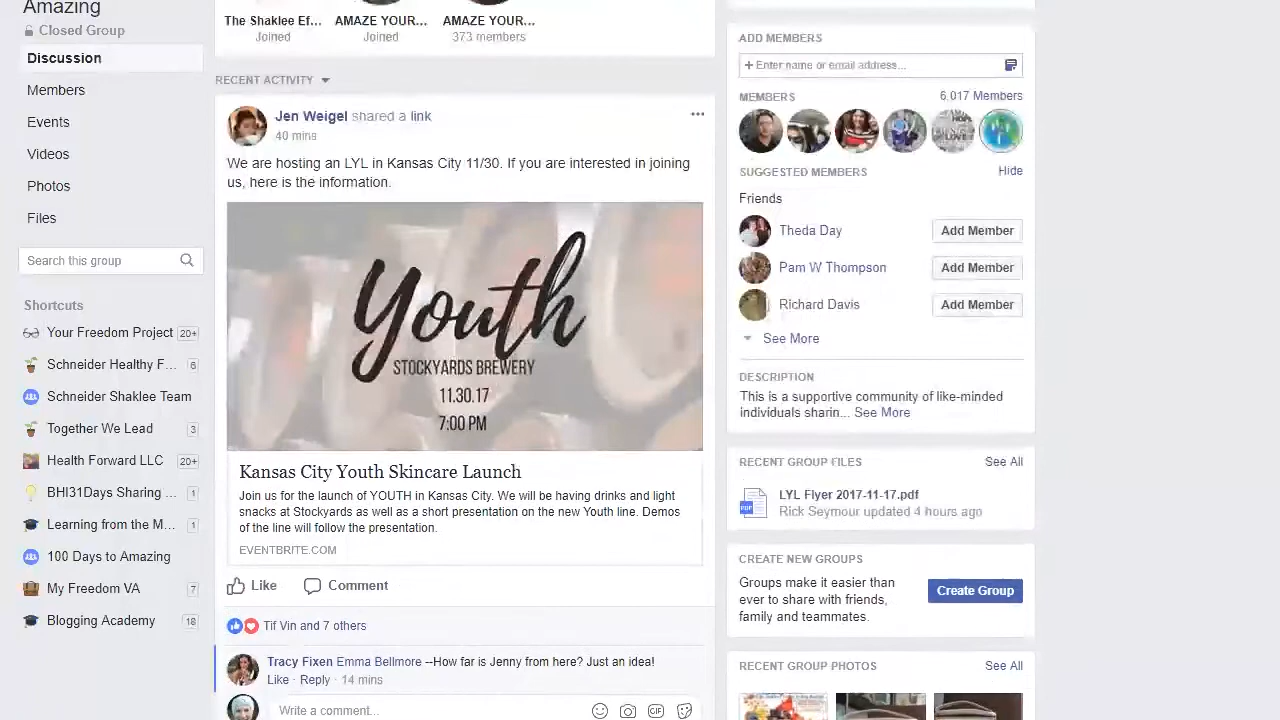 Amazing
Closed Group
Discussion
Members
Events
Videos
Photos
Files
Search this group
Shortcuts
Your Freedom Project 20+
Schneider Healthy F... 6
Schneider Shaklee Team
Together We Lead 3
Health Forward LLC 20+
BHI31Days Sharing ... 1
Learning from the M... 1
100 Days to Amazing
My Freedom VA 7
Blogging Academy 18
The Shaklee Ef... AMAZE YOUR... AMAZE YOUR...
Joined Joined 373 members
RECENT ACTIVITY
Jen Weigel shared a link
40 mins
We are hosting an LYL in Kansas City 11/30. If you are interested in joining
us, here is the information.
Youth
STOCKYARDS BREWERY
11.30.17
7:00 PM
Kansas City Youth Skincare Launch
Join us for the launch of YOUTH in Kansas City. We will be having drinks and light
snacks at Stockyards as well as a short presentation on the new Youth line. Demos
of the line will follow the presentation.
EVENTBRITE.COM
Like Comment
Tif Vin and 7 others
Tracy Fixen Emma Bellmore --How far is Jenny from here? Just an idea!
Like · Reply · 14 mins
Write a comment...
GIF
ADD MEMBERS
+ Enter name or email address...
MEMBERS 6,017 Members
SUGGESTED MEMBERS Hide
Friends
Theda Day Add Member
Pam W Thompson Add Member
Richard Davis Add Member
See More
DESCRIPTION
This is a supportive community of like-minded
individuals sharin... See More
RECENT GROUP FILES See All
PDF
LYL Flyer 2017-11-17.pdf
Rick Seymour updated 4 hours ago
CREATE NEW GROUPS
Groups make it easier than
ever to share with friends,
family and teammates.
Create Group
RECENT GROUP PHOTOS See All